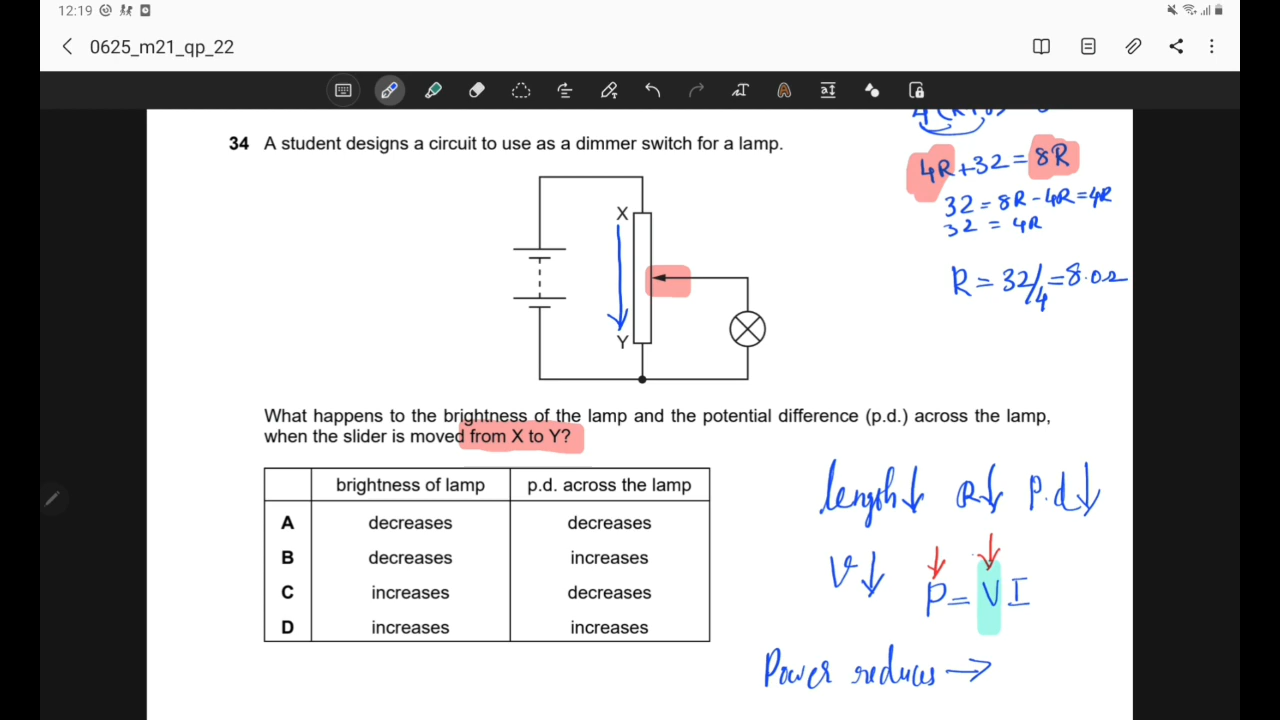 12:19
0625_m21_qp_22
34 A student designs a circuit to use as a dimmer switch for a lamp.
4R+32=8R
32=8R-4R=4R
32=4R
R=32/4=8.0Ω
X
Y
What happens to the brightness of the lamp and the potential difference (p.d.) across the lamp,
when the slider is moved from X to Y?
brightness of lamp p.d. across the lamp
A decreases decreases
B decreases increases
C increases decreases
D increases increases
length↓ R↓ P.d↓
V↓ P=VI
Power reduces →